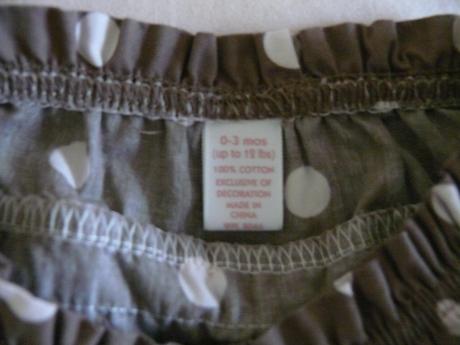 0-3 mos
(up to 12 lbs)
100% COTTON
EXCLUSIVE OF
DECORATION
MADE IN
CHINA